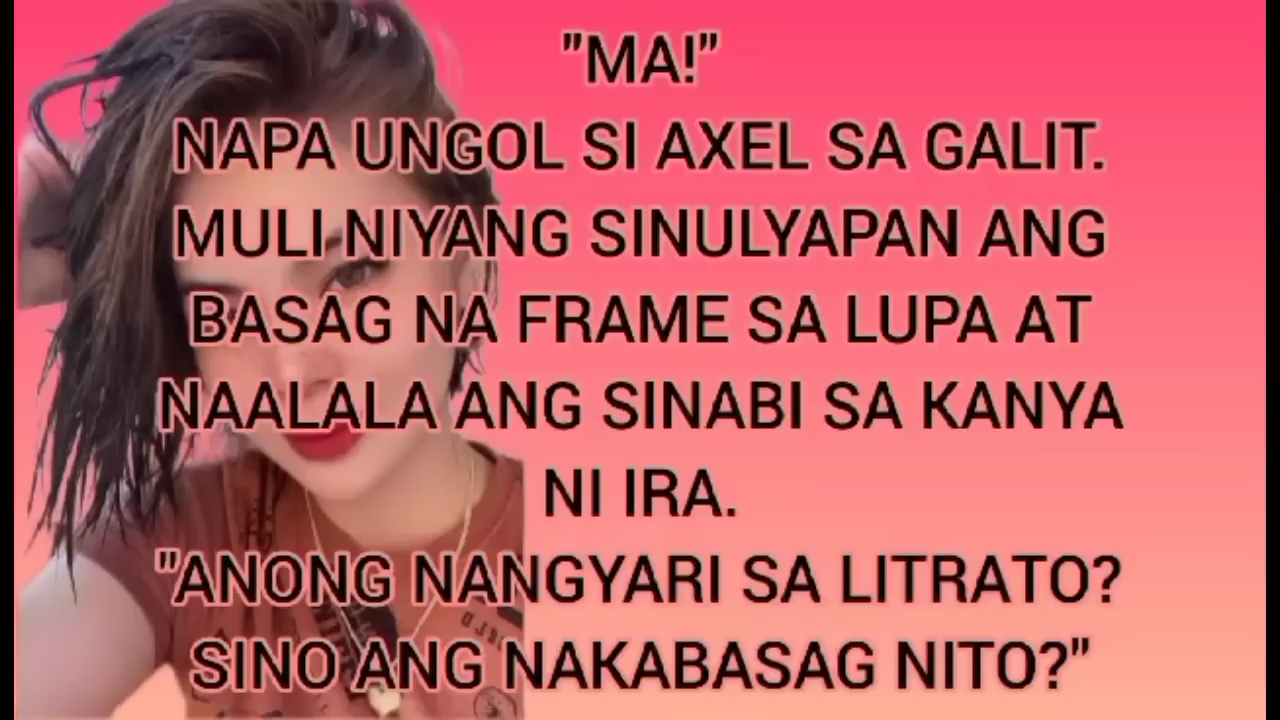 "MA!"
NAPA UNGOL SI AXEL SA GALIT.
MULI NIYANG SINULYAPAN ANG
BASAG NA FRAME SA LUPA AT
NAALALA ANG SINABI SA KANYA
NI IRA.
"ANONG NANGYARI SA LITRATO?
SINO ANG NAKABASAG NITO?"